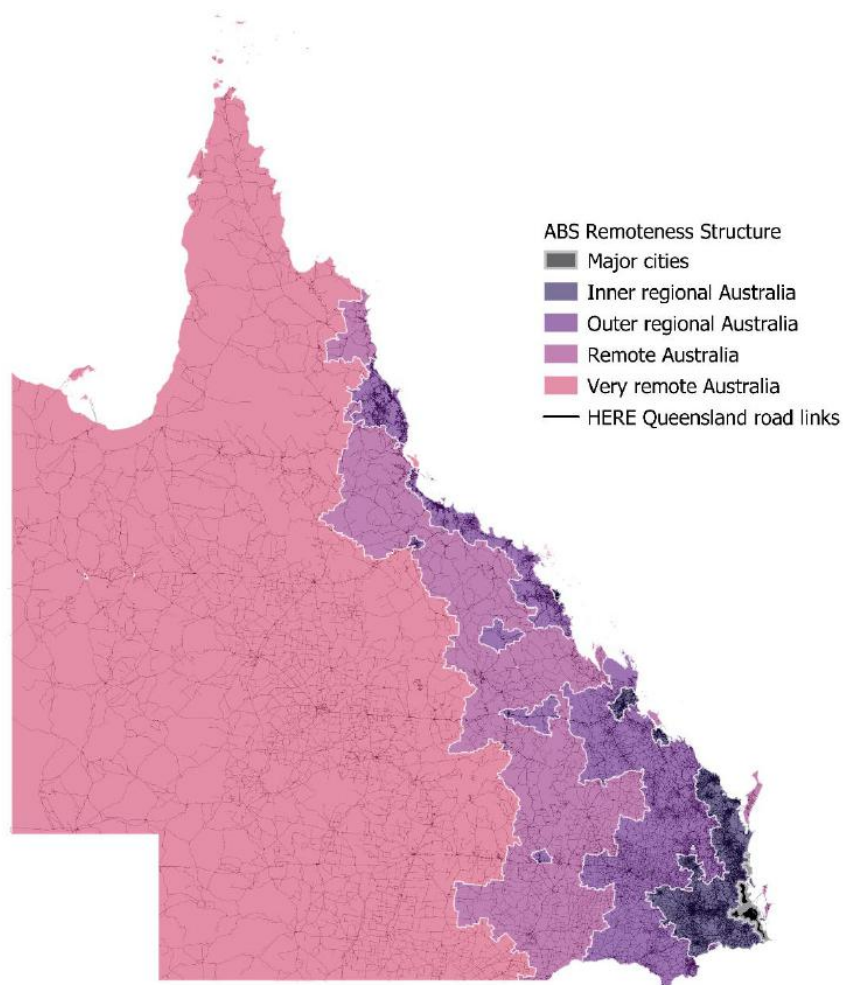 ABS Remoteness Structure
Major cities
Inner regional Australia
Outer regional Australia
Remote Australia
Very remote Australia
HERE Queensland road links